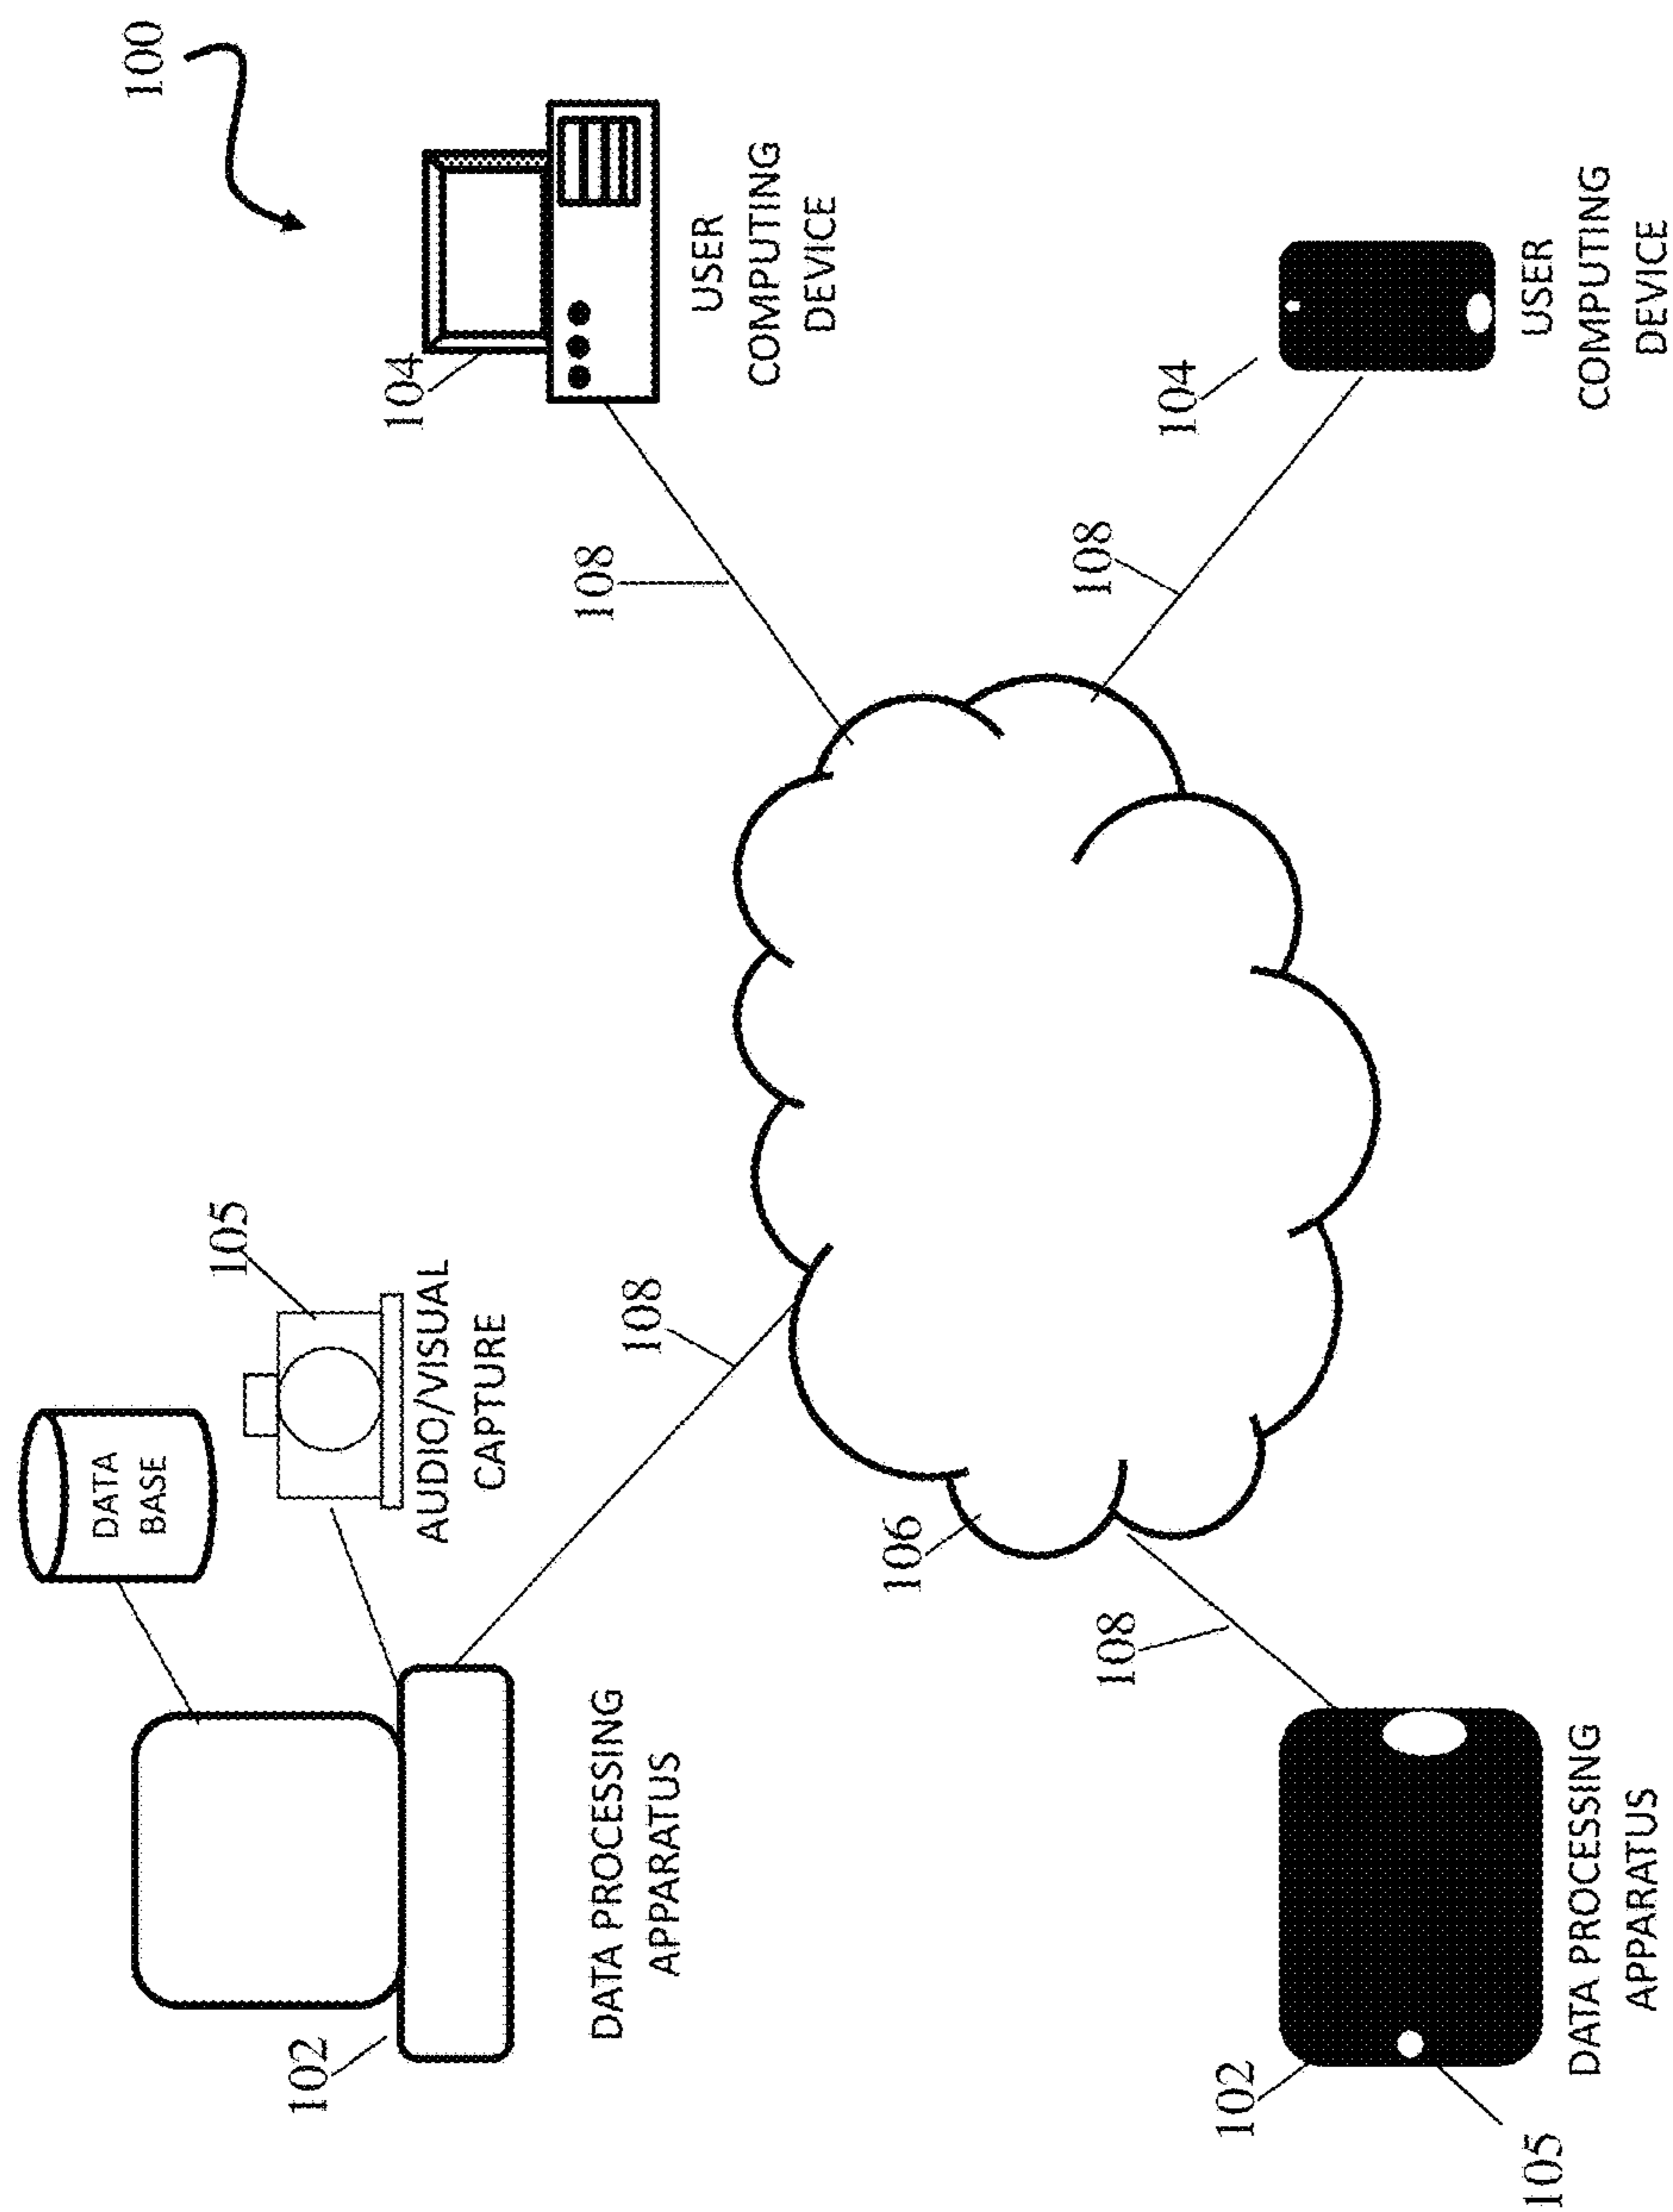 100
DATA
BASE
105
AUDIO/VISUAL
CAPTURE
102
DATA PROCESSING
APPARATUS
108
104
USER
COMPUTING
DEVICE
108
106
108
108
104
USER
COMPUTING
DEVICE
102
105
DATA PROCESSING
APPARATUS